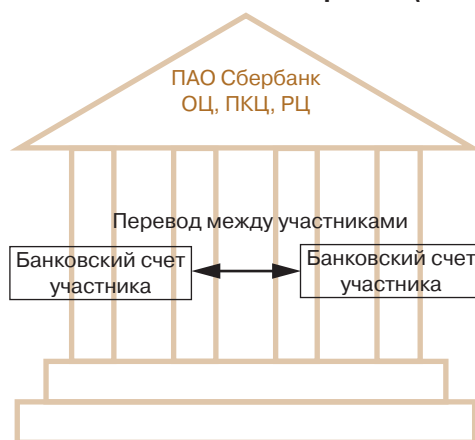 ПАО Сбербанк
ОЦ, ПКЦ, РЦ
Перевод между участниками
Банковский счет
участника
Банковский счет
участника